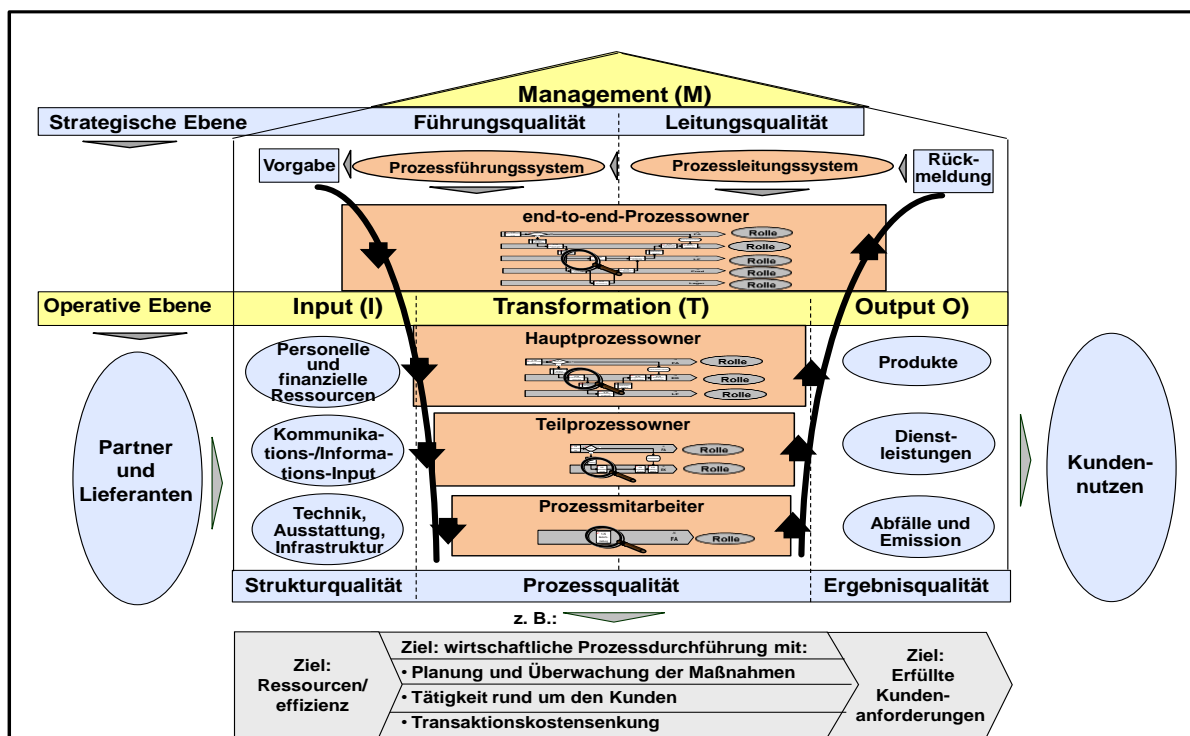 Management (M)
Strategische Ebene
Führungsqualität
Leitungsqualität
Vorgabe
Prozessführungssystem
Prozessleitungssystem
Rück-
meldung
end-to-end-Prozessowner
Rolle
Rolle
Rolle
Rolle
Rolle
Operative Ebene
Input (I)
Transformation (T)
Output O)
Personelle
und
finanzielle
Ressourcen
Hauptprozessowner
Rolle
Rolle
Rolle
Produkte
Partner
und
Lieferanten
Kommunika-
tions-/Informa-
tions-Input
Teilprozessowner
Rolle
Rolle
Dienst-
leistungen
Kunden-
nutzen
Technik,
Ausstattung,
Infrastruktur
Prozessmitarbeiter
FA
Rolle
Abfälle und
Emission
Strukturqualität
Prozessqualität
Ergebnisqualität
z. B.:
Ziel:
Ressourcen/
effizienz
Ziel: wirtschaftliche Prozessdurchführung mit:
• Planung und Überwachung der Maßnahmen
• Tätigkeit rund um den Kunden
• Transaktionskostensenkung
Ziel:
Erfüllte
Kunden-
anforderungen